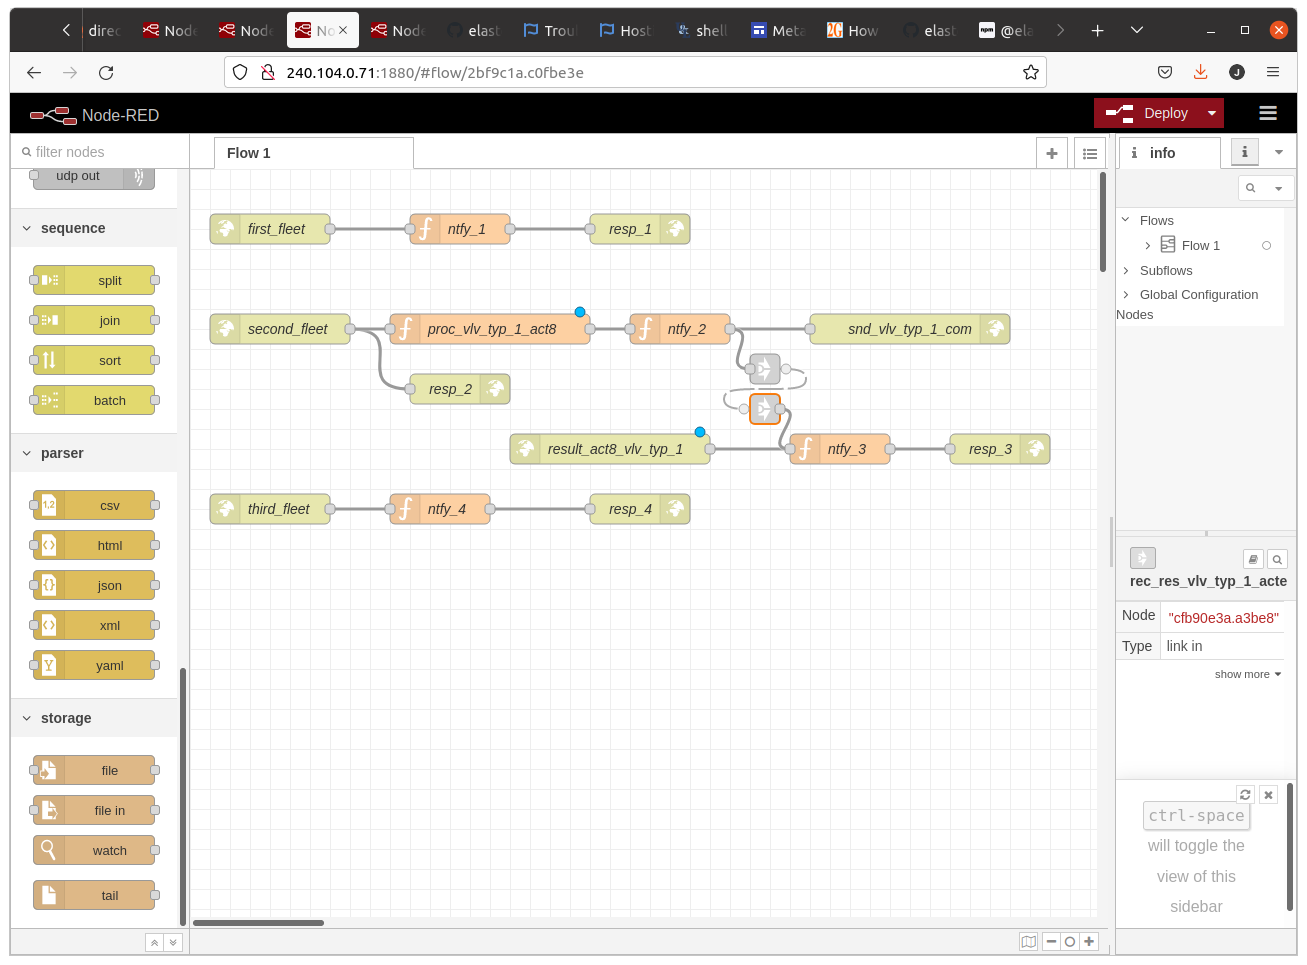 direc
Node
Node
No
Node
elast
Trou
Host
shell
Meta
How
elast
@ela
240.104.0.71:1880/#flow/2bf9c1a.c0fbe3e
J
Node-RED
Deploy
filter nodes
Flow 1
info
udp out
sequence
split
join
sort
batch
parser
csv
html
json
xml
yaml
storage
file
file in
watch
tail
first_fleet
ntfy_1
resp_1
second_fleet
proc_vlv_typ_1_act8
ntfy_2
snd_vlv_typ_1_com
resp_2
result_act8_vlv_typ_1
ntfy_3
resp_3
third_fleet
ntfy_4
resp_4
Flows
Flow 1
Subflows
Global Configuration
Nodes
rec_res_vlv_typ_1_acte
Node "cfb90e3a.a3be8"
Type link in
show more
ctrl-space
will toggle the
view of this
sidebar